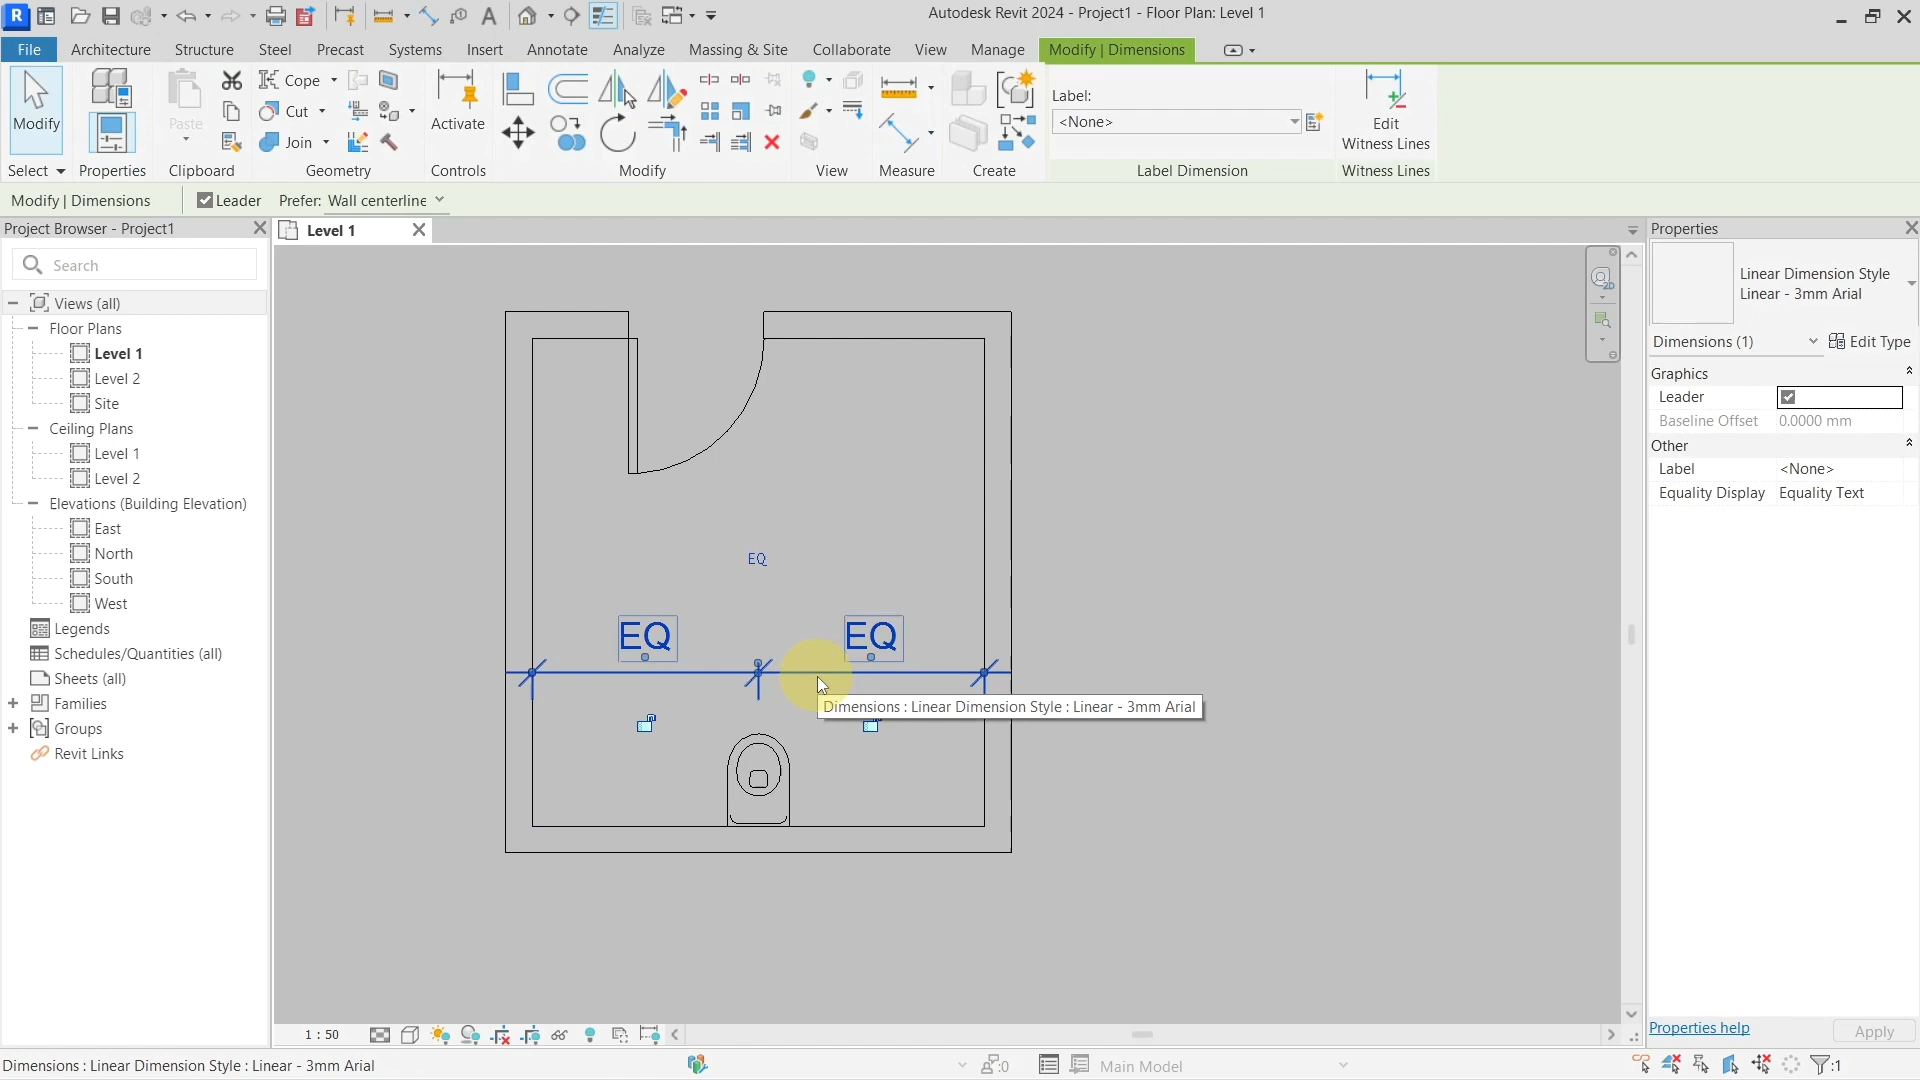 Autodesk Revit 2024 - Project1 - Floor Plan: Level 1
File Architecture Structure Steel Precast Systems Insert Annotate Analyze Massing & Site Collaborate View Manage Modify | Dimensions
Modify
Paste
Cope
Cut
Join
Activate
Label:
<None>
Edit
Witness Lines
Select Properties Clipboard Geometry Controls Modify View Measure Create Label Dimension Witness Lines
Modify | Dimensions Leader Prefer: Wall centerline
Project Browser - Project1
Search
Views (all)
Floor Plans
Level 1
Level 2
Site
Ceiling Plans
Level 1
Level 2
Elevations (Building Elevation)
East
North
South
West
Legends
Schedules/Quantities (all)
Sheets (all)
Families
Groups
Revit Links
Level 1
2D
EQ
EQ EQ
Dimensions : Linear Dimension Style : Linear - 3mm Arial
Properties
Linear Dimension Style
Linear - 3mm Arial
Dimensions (1) Edit Type
Graphics
Leader
Baseline Offset 0.0000 mm
Other
Label <None>
Equality Display Equality Text
Properties help Apply
1 : 50
Dimensions : Linear Dimension Style : Linear - 3mm Arial
:0
Main Model
:1